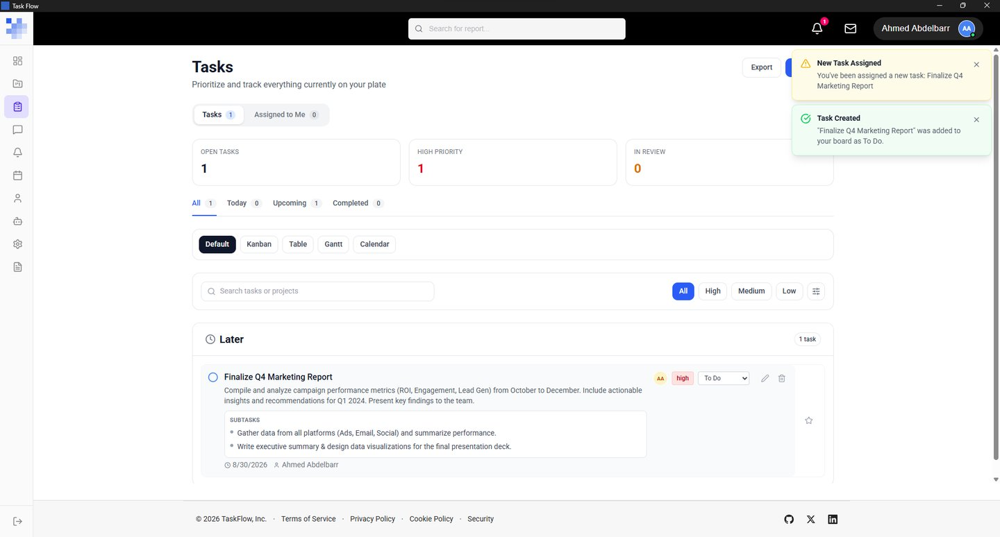 Task Flow
Search for report...
1
Ahmed Abdelbarr
AA
Tasks
Prioritize and track everything currently on your plate
Export
New Task Assigned
You've been assigned a new task: Finalize Q4
Marketing Report
Task Created
"Finalize Q4 Marketing Report" was added to
your board as To Do.
Tasks 1
Assigned to Me 0
OPEN TASKS
1
HIGH PRIORITY
1
IN REVIEW
0
All 1
Today 0
Upcoming 1
Completed 0
Default
Kanban
Table
Gantt
Calendar
Search tasks or projects
All
High
Medium
Low
Later
1 task
Finalize Q4 Marketing Report
AA
high
To Do
Compile and analyze campaign performance metrics (ROI, Engagement, Lead Gen) from October to December. Include actionable
insights and recommendations for Q1 2024. Present key findings to the team.
SUBTASKS
Gather data from all platforms (Ads, Email, Social) and summarize performance.
Write executive summary & design data visualizations for the final presentation deck.
8/30/2026
Ahmed Abdelbarr
© 2026 TaskFlow, Inc. · Terms of Service · Privacy Policy · Cookie Policy · Security